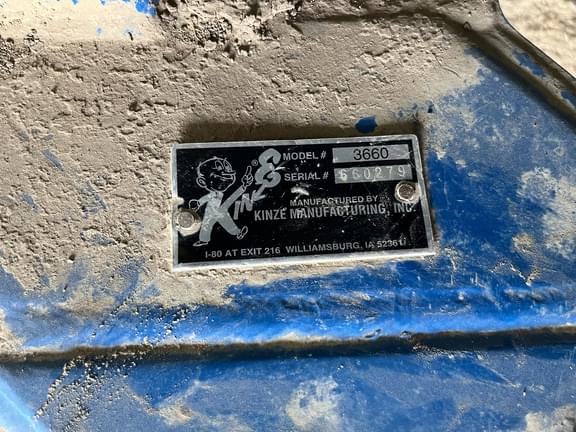 KINZE ®
MODEL # 3660
SERIAL # 660279
MANUFACTURED BY
KINZE MANUFACTURING, INC.
I-80 AT EXIT 216 WILLIAMSBURG, IA 52361